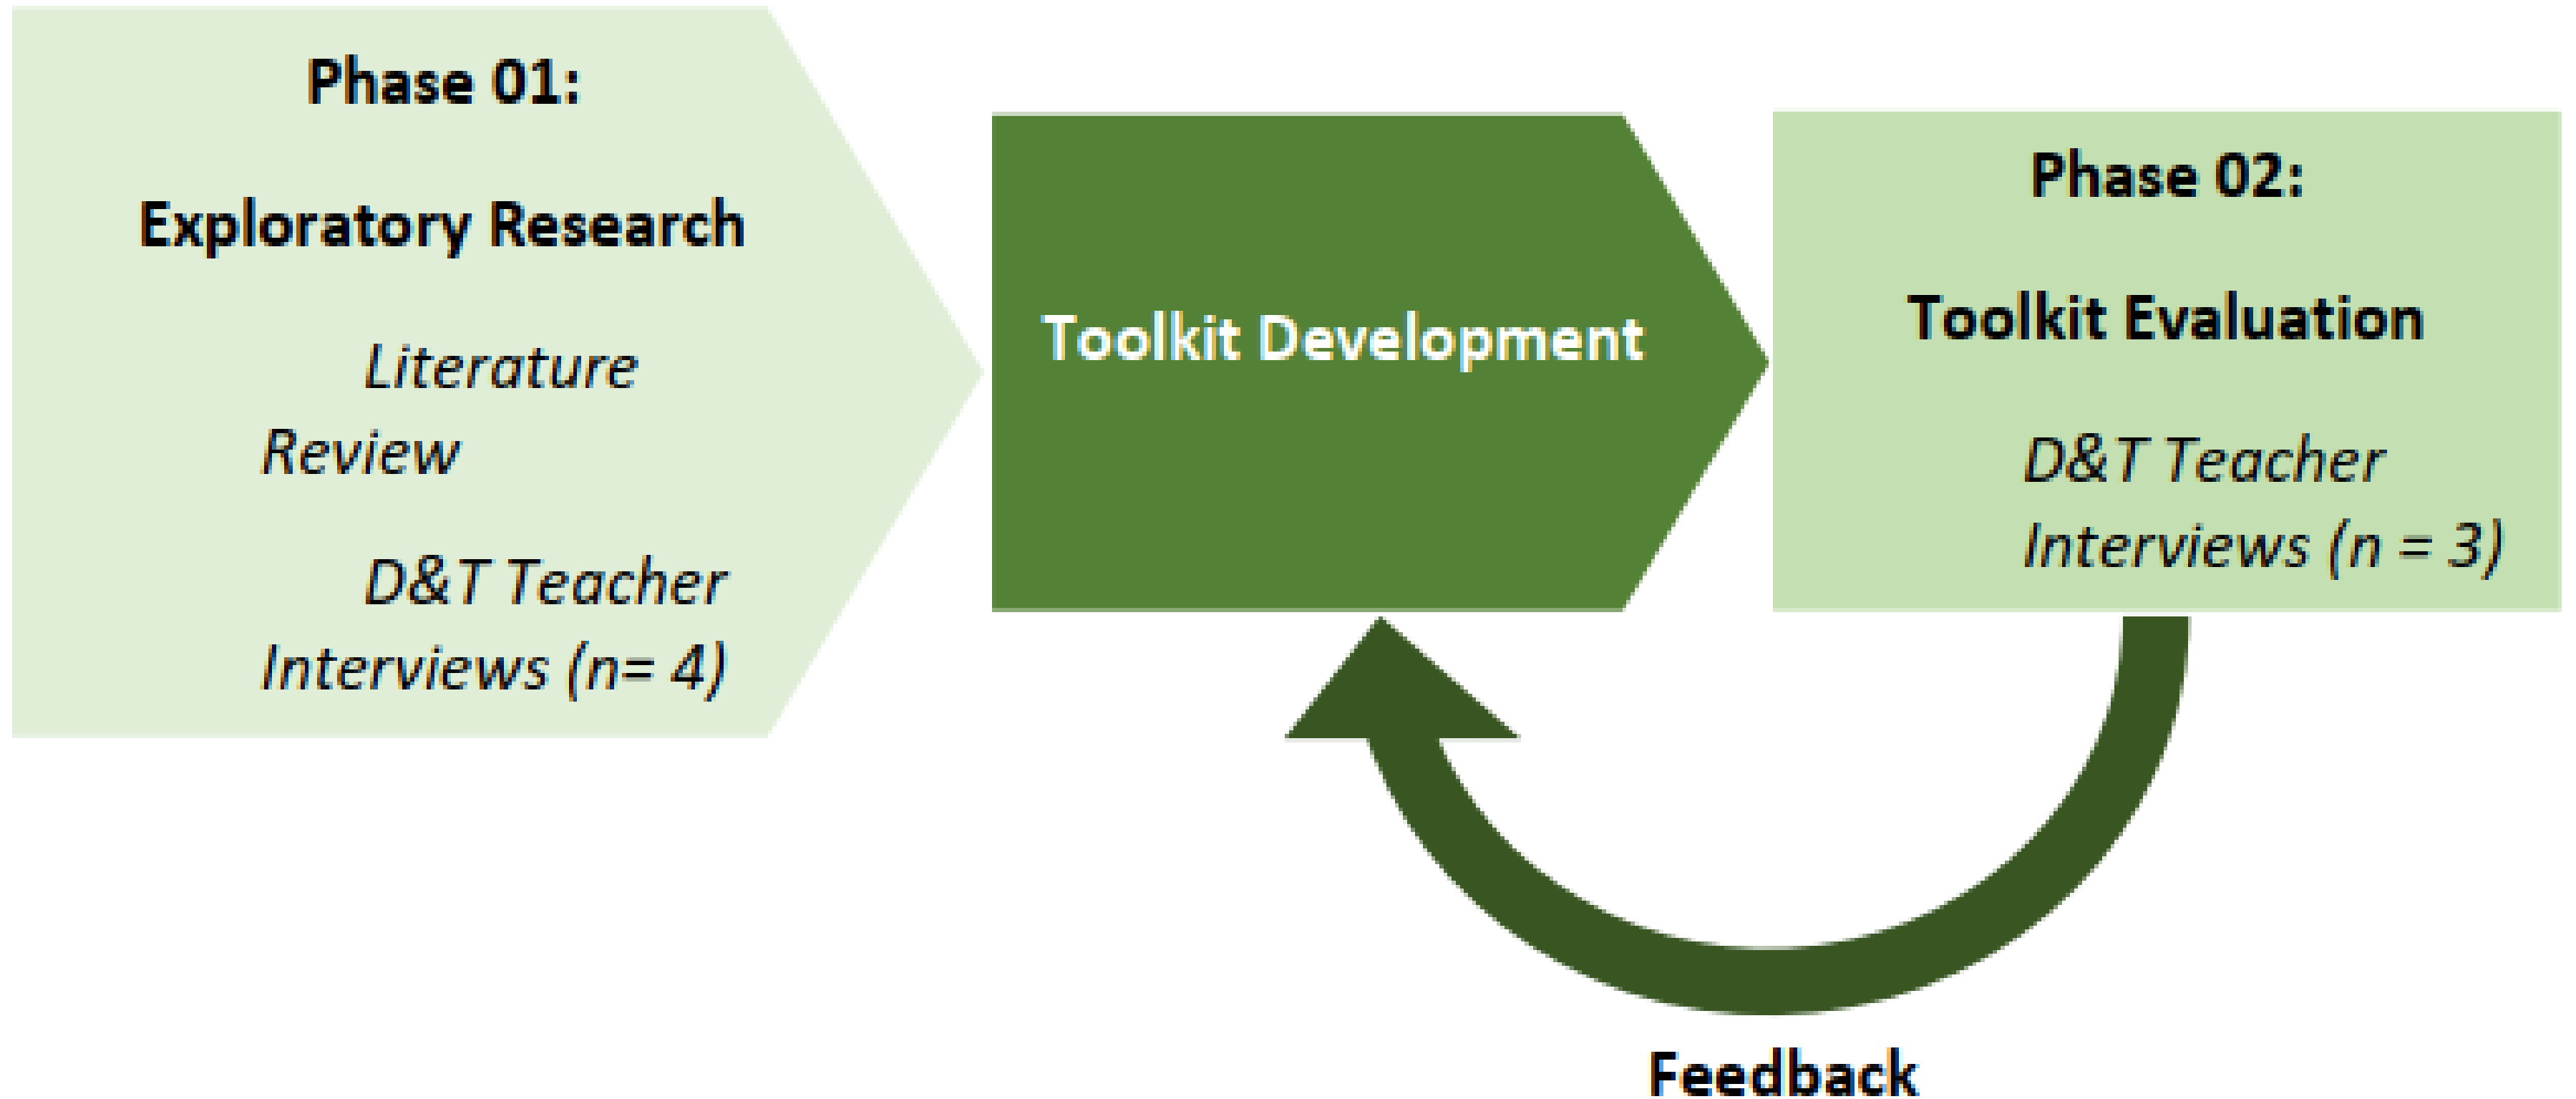 Phase 01:
Exploratory Research
Literature
Review
D&T Teacher
Interviews (n= 4)
Toolkit Development
Phase 02:
Toolkit Evaluation
D&T Teacher
Interviews (n = 3)
Feedback